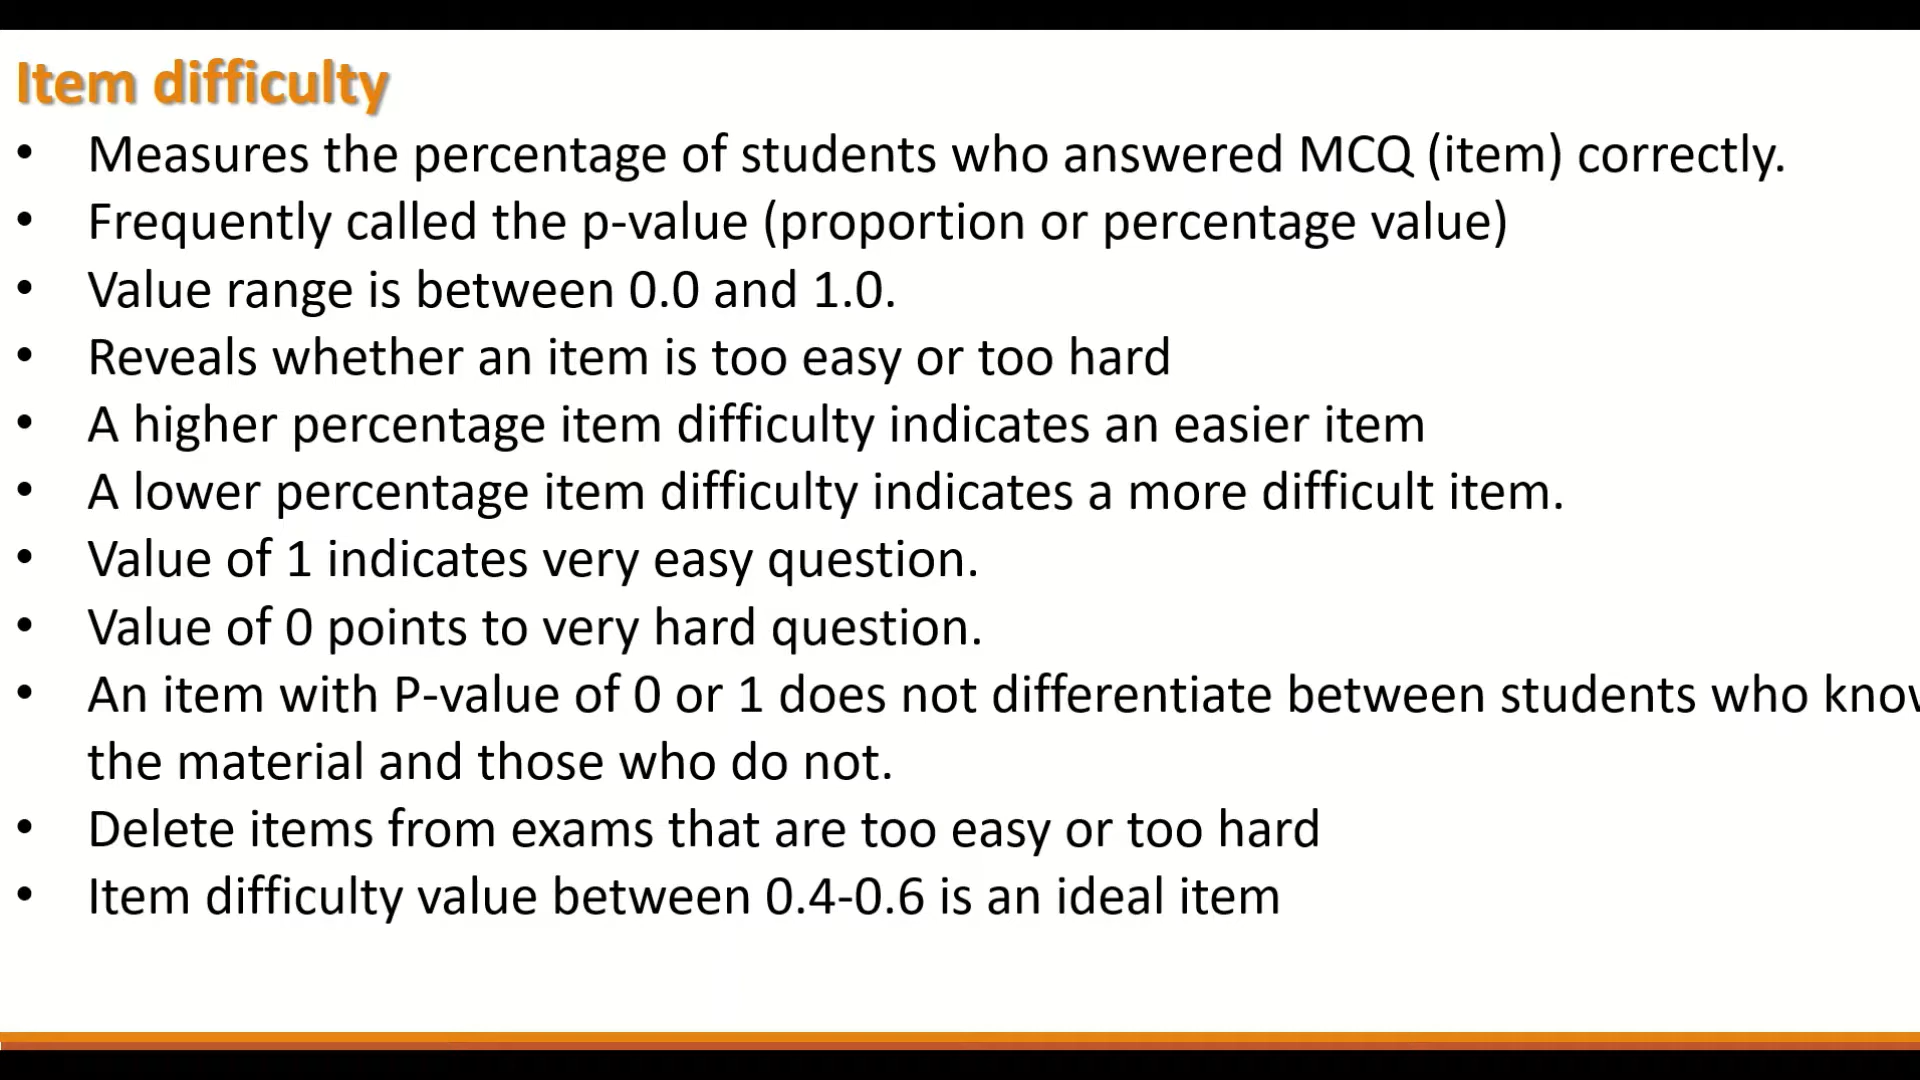 Item difficulty
• Measures the percentage of students who answered MCQ (item) correctly.
• Frequently called the p-value (proportion or percentage value)
• Value range is between 0.0 and 1.0.
• Reveals whether an item is too easy or too hard
• A higher percentage item difficulty indicates an easier item
• A lower percentage item difficulty indicates a more difficult item.
• Value of 1 indicates very easy question.
• Value of 0 points to very hard question.
• An item with P-value of 0 or 1 does not differentiate between students who know
the material and those who do not.
• Delete items from exams that are too easy or too hard
• Item difficulty value between 0.4-0.6 is an ideal item